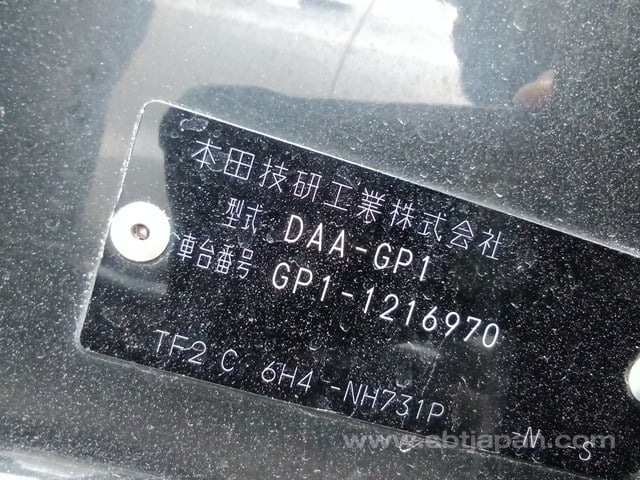 本田技研工業株式会社
型式 DAA-GP1
車台番号 GP1-1216970
TF2 C 6H4 -NH731P N S
www.sbtjapan.com